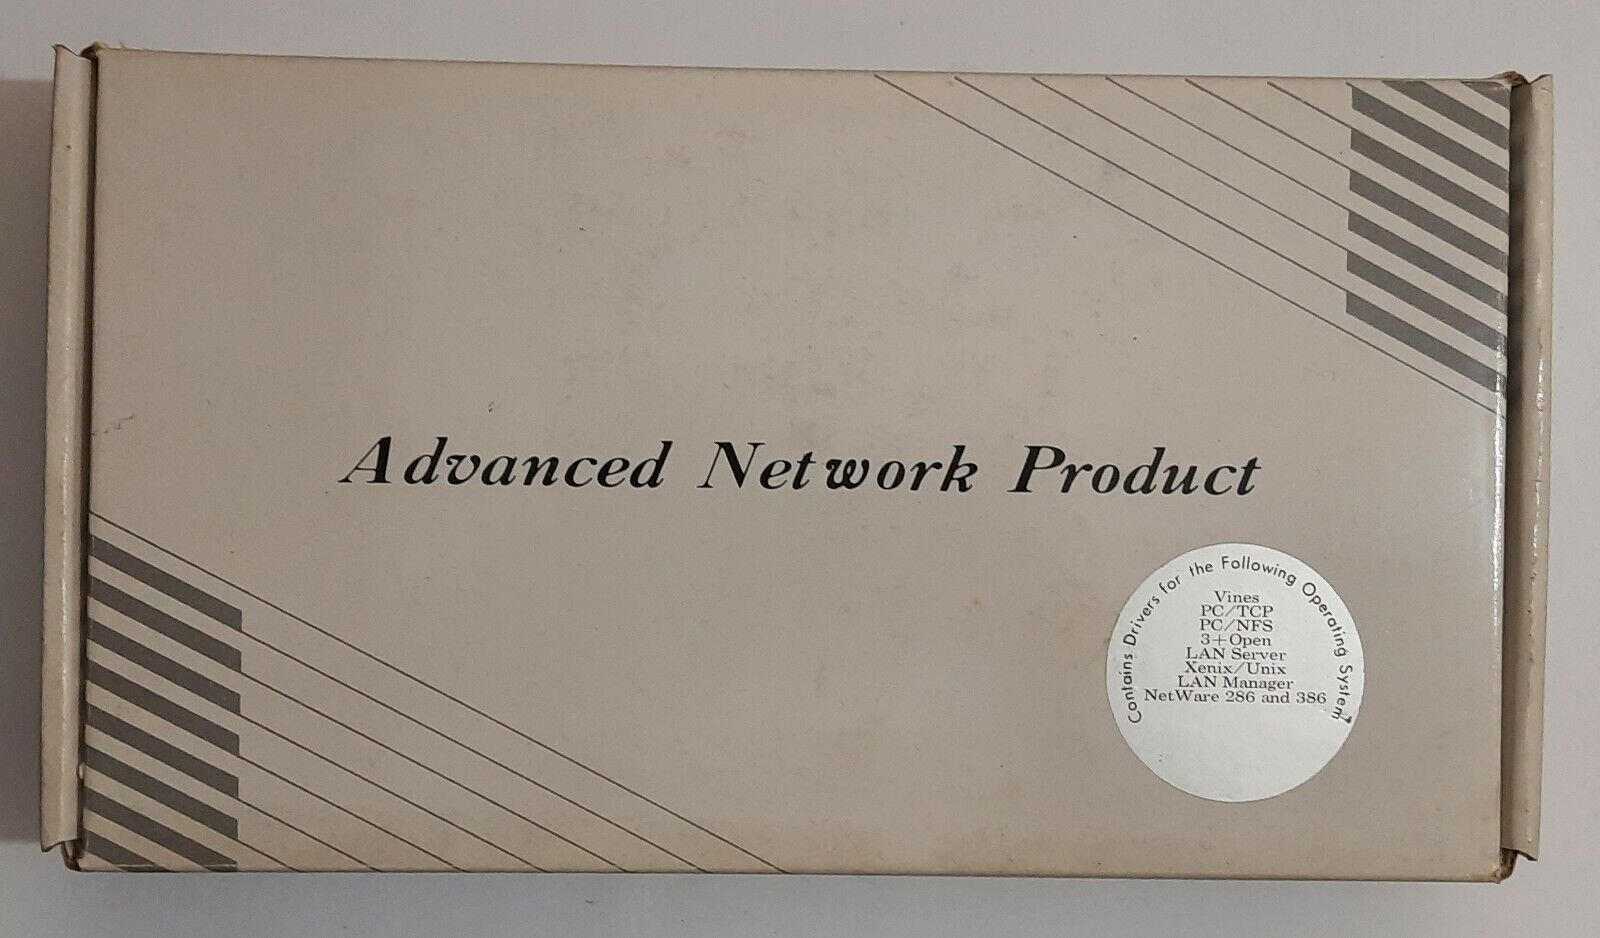 Advanced Network Product
Contains Drivers for the Following Operating System
Vines
PC/TCP
PC/NFS
3+Open
LAN Server
Xenix/Unix
LAN Manager
NetWare 286 and 386